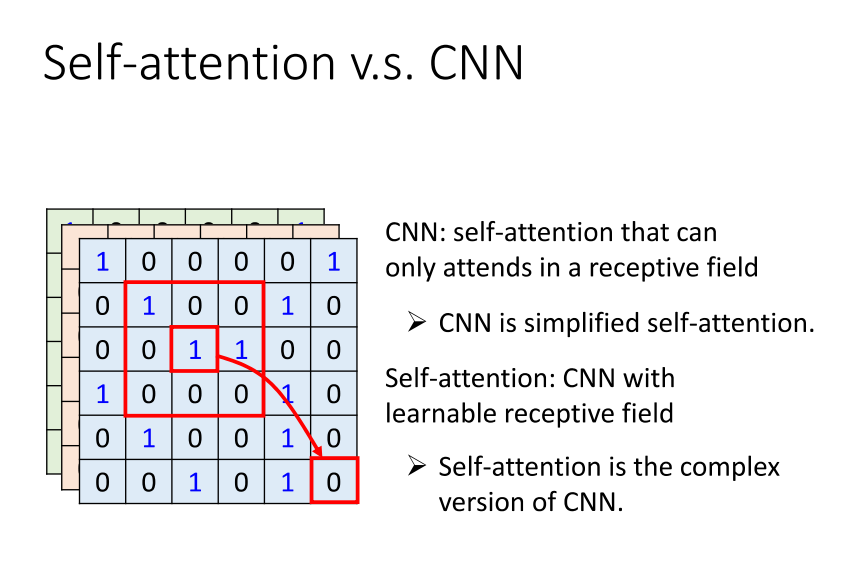 Self-attention v.s. CNN
1 0 0 0 0 1
0 1 0 0 1 0
0 0 1 1 0 0
1 0 0 0 1 0
0 1 0 0 1 0
0 0 1 0 1 0
CNN: self-attention that can
only attends in a receptive field
➢ CNN is simplified self-attention.
Self-attention: CNN with
learnable receptive field
➢ Self-attention is the complex
version of CNN.